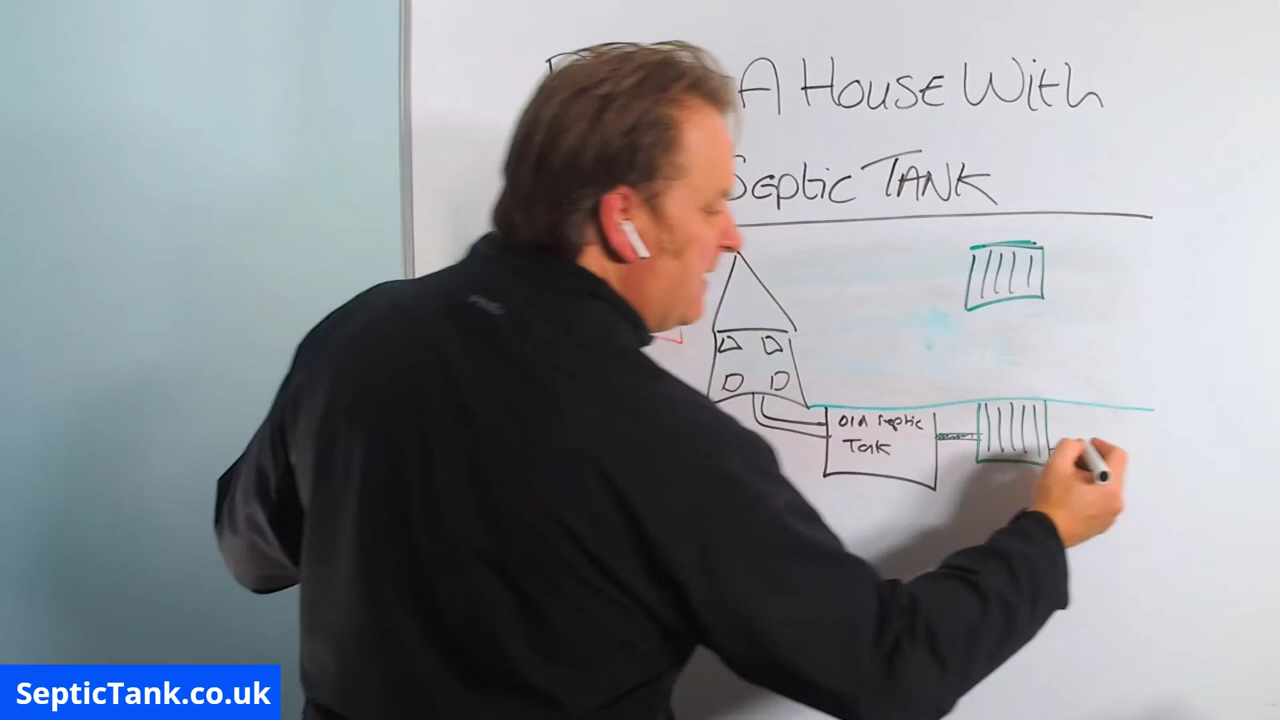 A House With
Septic TANK
Old Septic
Tank
SepticTank.co.uk